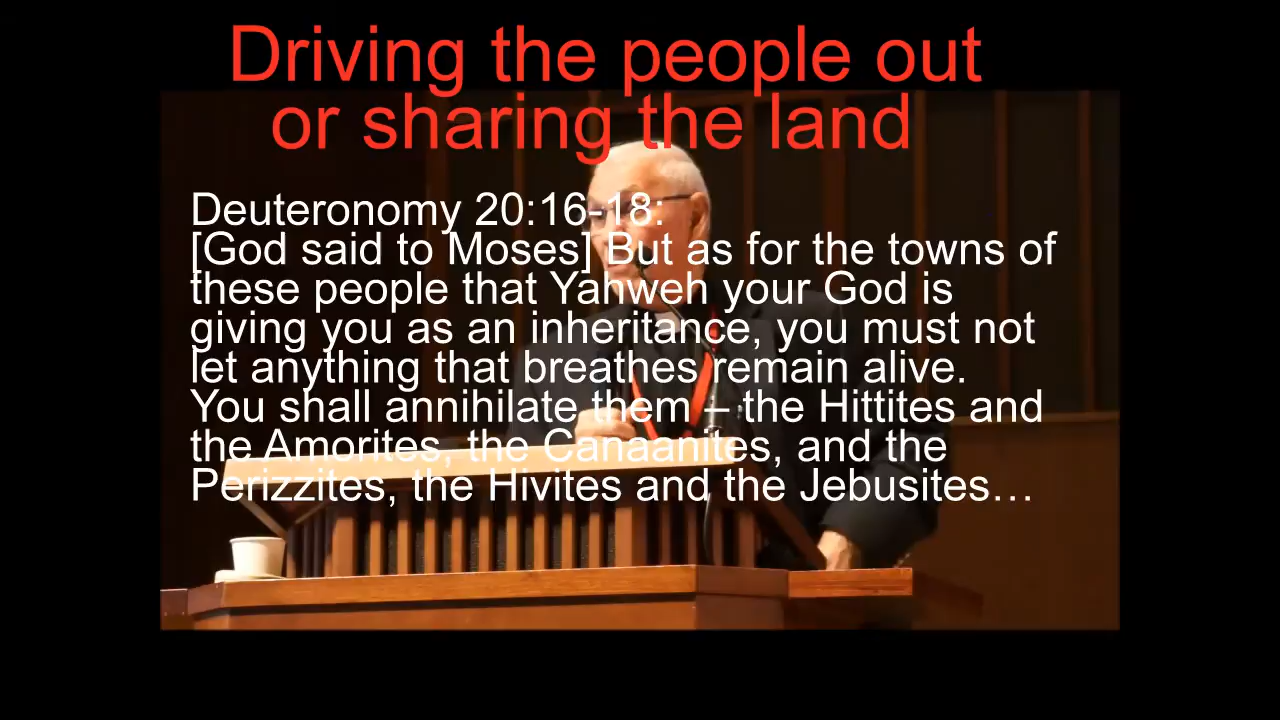 Driving the people out
or sharing the land
Deuteronomy 20:16-18:
[God said to Moses] But as for the towns of
these people that Yahweh your God is
giving you as an inheritance, you must not
let anything that breathes remain alive.
You shall annihilate them – the Hittites and
the Amorites, the Canaanites, and the
Perizzites, the Hivites and the Jebusites…